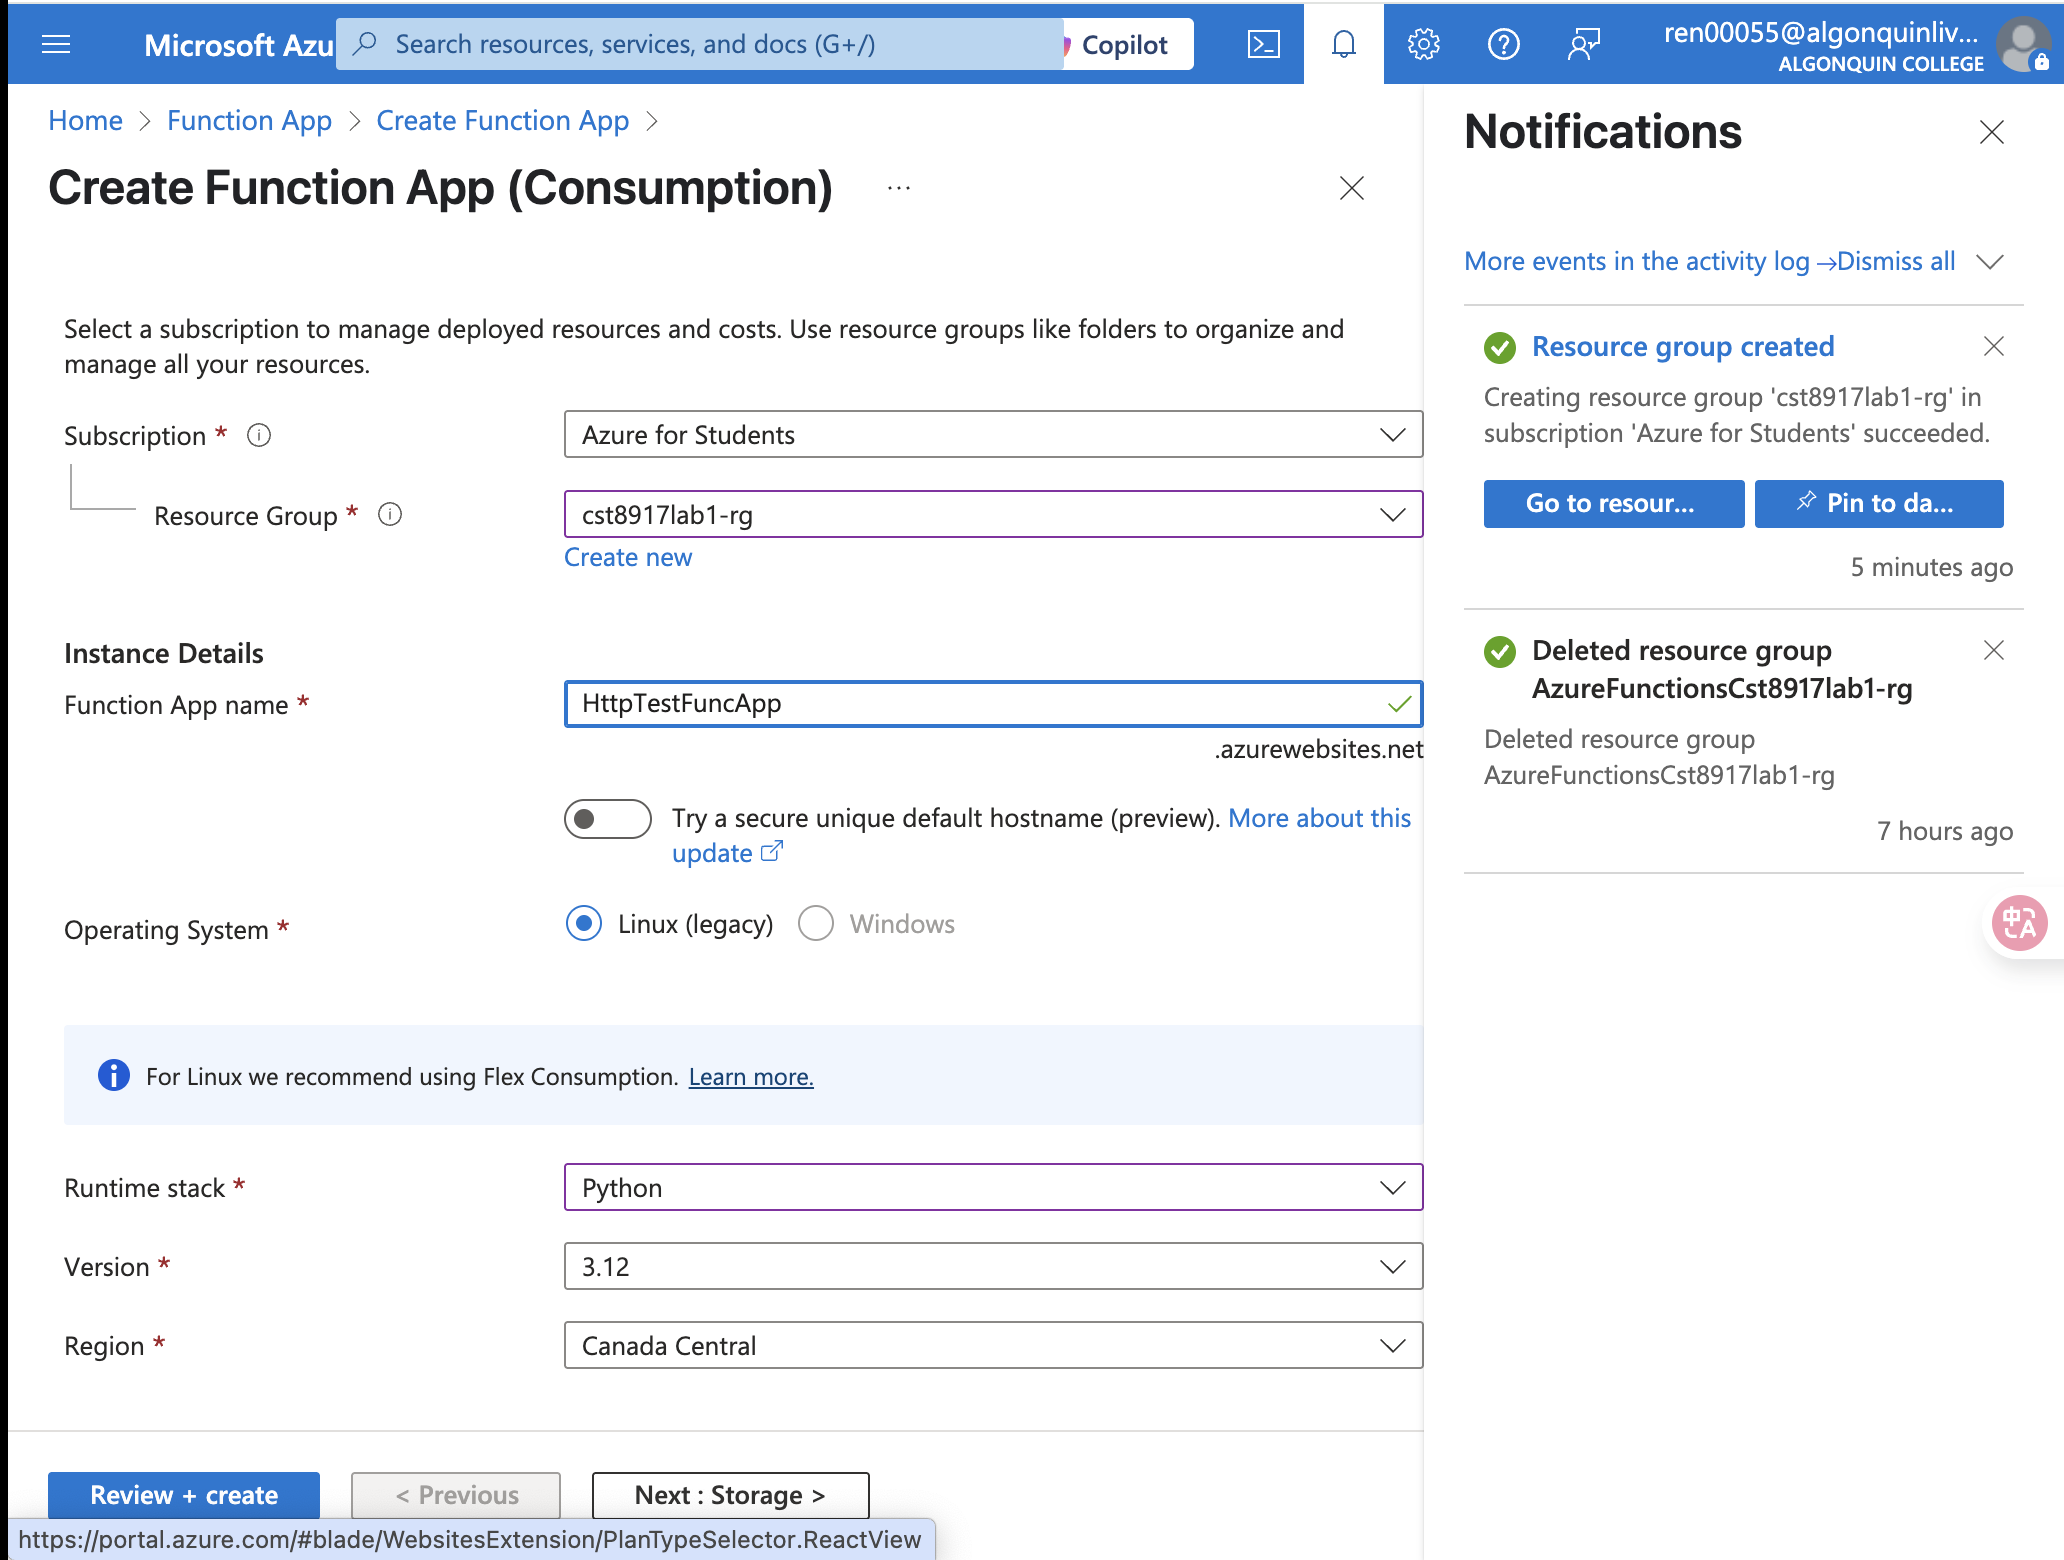 Microsoft Azu
Search resources, services, and docs (G+/)
Copilot
ren00055@algonquinliv...
ALGONQUIN COLLEGE
Home > Function App > Create Function App >
Create Function App (Consumption) ...
Select a subscription to manage deployed resources and costs. Use resource groups like folders to organize and
manage all your resources.
Subscription *
Azure for Students
Resource Group *
cst8917lab1-rg
Create new
Instance Details
Function App name *
HttpTestFuncApp
.azurewebsites.net
Try a secure unique default hostname (preview). More about this
update
Operating System *
Linux (legacy)
Windows
For Linux we recommend using Flex Consumption. Learn more.
Runtime stack *
Python
Version *
3.12
Region *
Canada Central
Review + create
< Previous
Next : Storage >
https://portal.azure.com/#blade/WebsitesExtension/PlanTypeSelector.ReactView
Notifications
More events in the activity log →
Dismiss all
Resource group created
Creating resource group 'cst8917lab1-rg' in
subscription 'Azure for Students' succeeded.
Go to resour...
Pin to da...
5 minutes ago
Deleted resource group
AzureFunctionsCst8917lab1-rg
Deleted resource group
AzureFunctionsCst8917lab1-rg
7 hours ago
中A